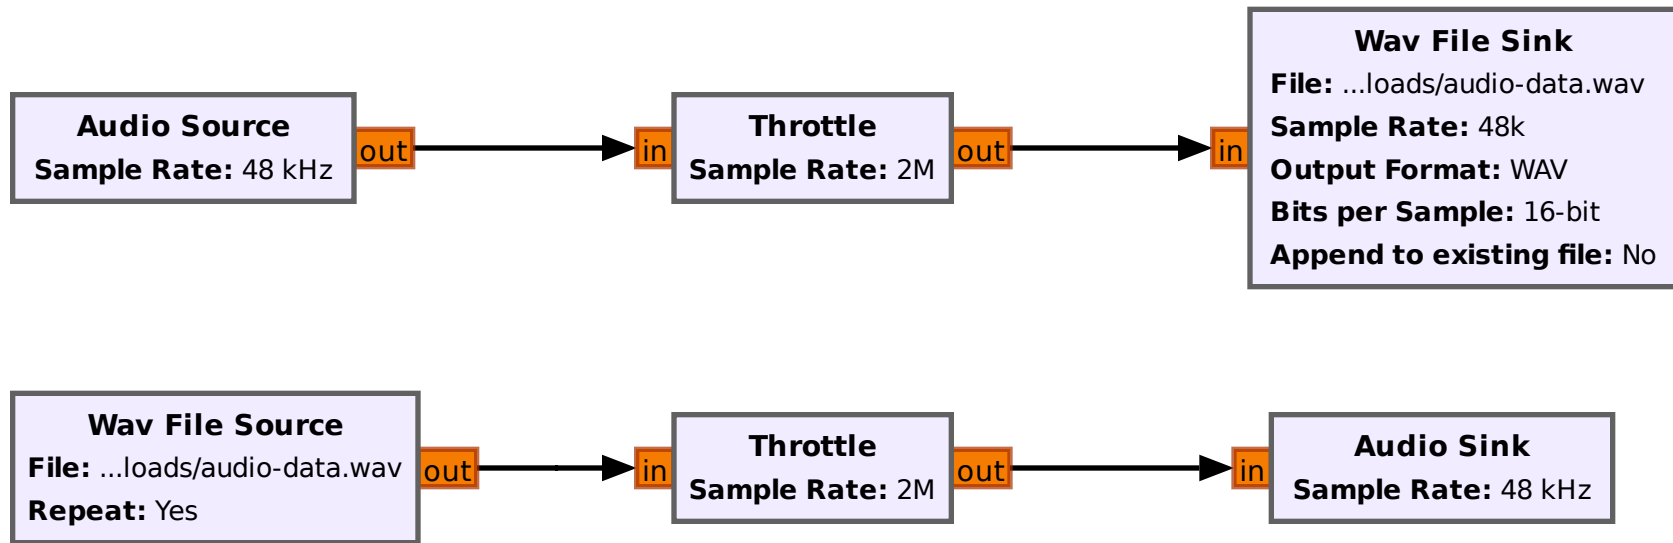 Audio Source
Sample Rate: 48 kHz
out
in
Throttle
Sample Rate: 2M
out
in
Wav File Sink
File: ...loads/audio-data.wav
Sample Rate: 48k
Output Format: WAV
Bits per Sample: 16-bit
Append to existing file: No
Wav File Source
File: ...loads/audio-data.wav
Repeat: Yes
out
in
Throttle
Sample Rate: 2M
out
in
Audio Sink
Sample Rate: 48 kHz